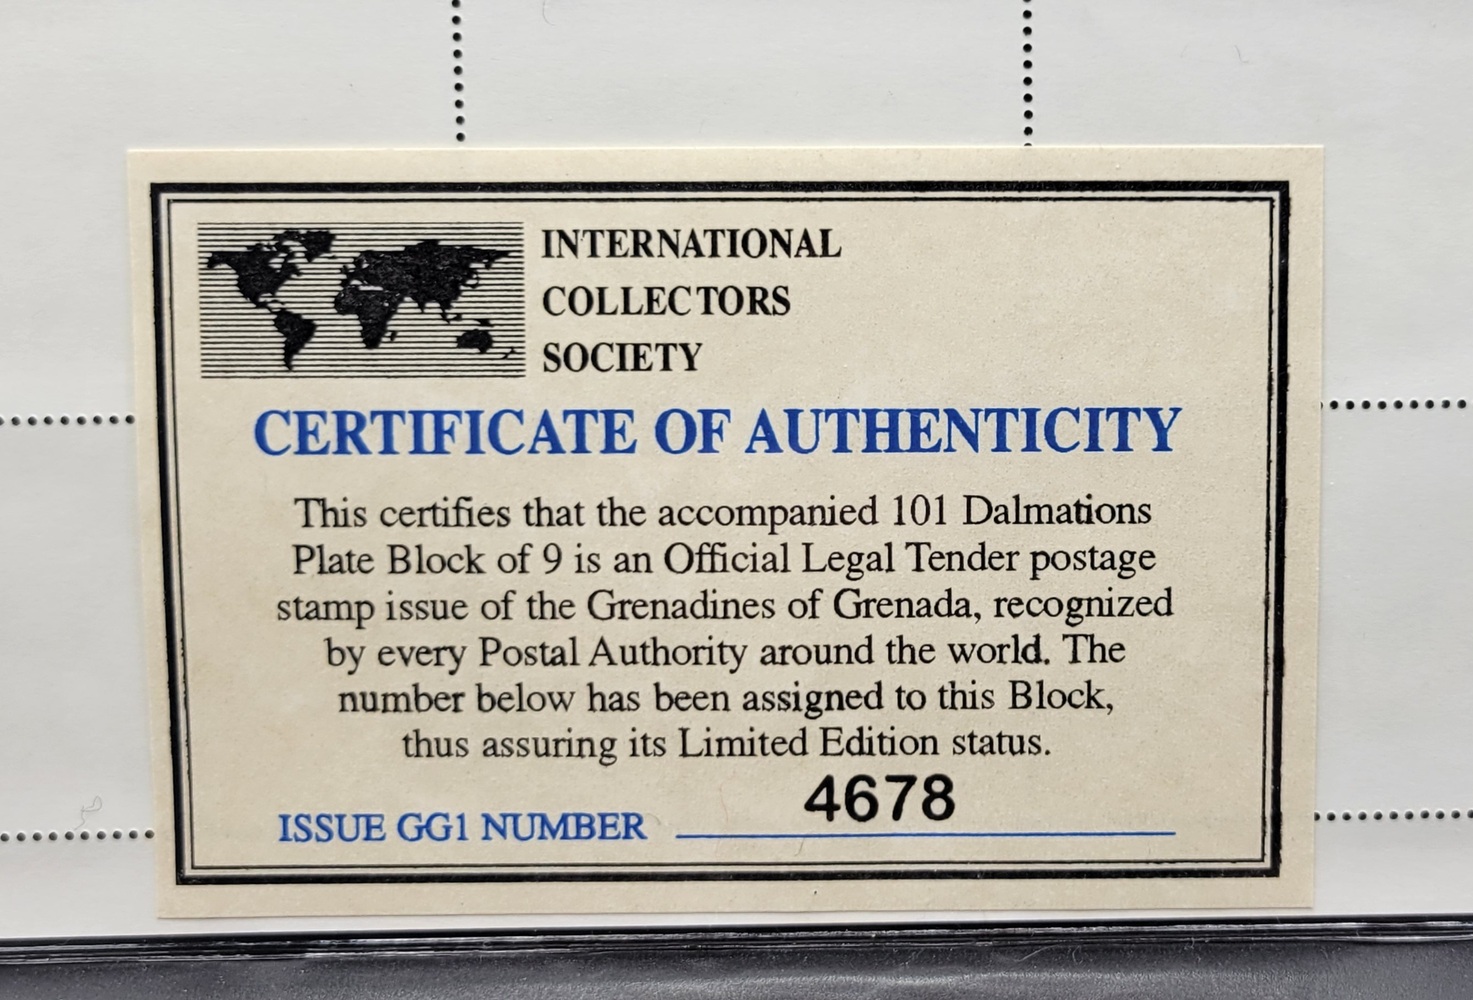 INTERNATIONAL
COLLECTORS
SOCIETY
CERTIFICATE OF AUTHENTICITY
This certifies that the accompanied 101 Dalmations
Plate Block of 9 is an Official Legal Tender postage
stamp issue of the Grenadines of Grenada, recognized
by every Postal Authority around the world. The
number below has been assigned to this Block,
thus assuring its Limited Edition status.
ISSUE GG1 NUMBER 4678